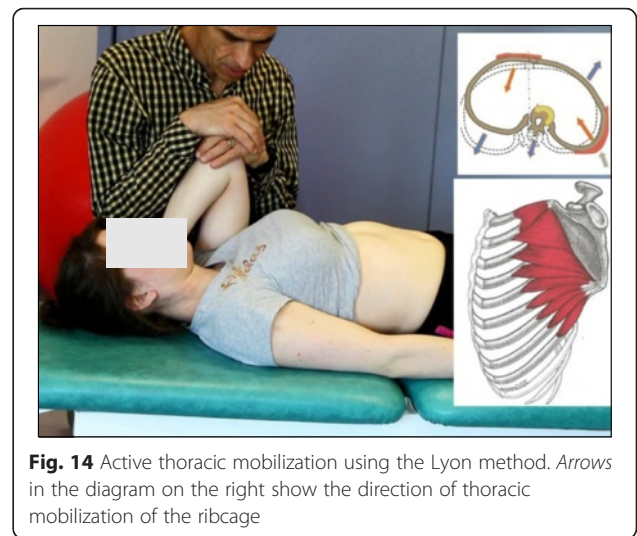 Fig. 14 Active thoracic mobilization using the Lyon method. Arrows
in the diagram on the right show the direction of thoracic
mobilization of the ribcage